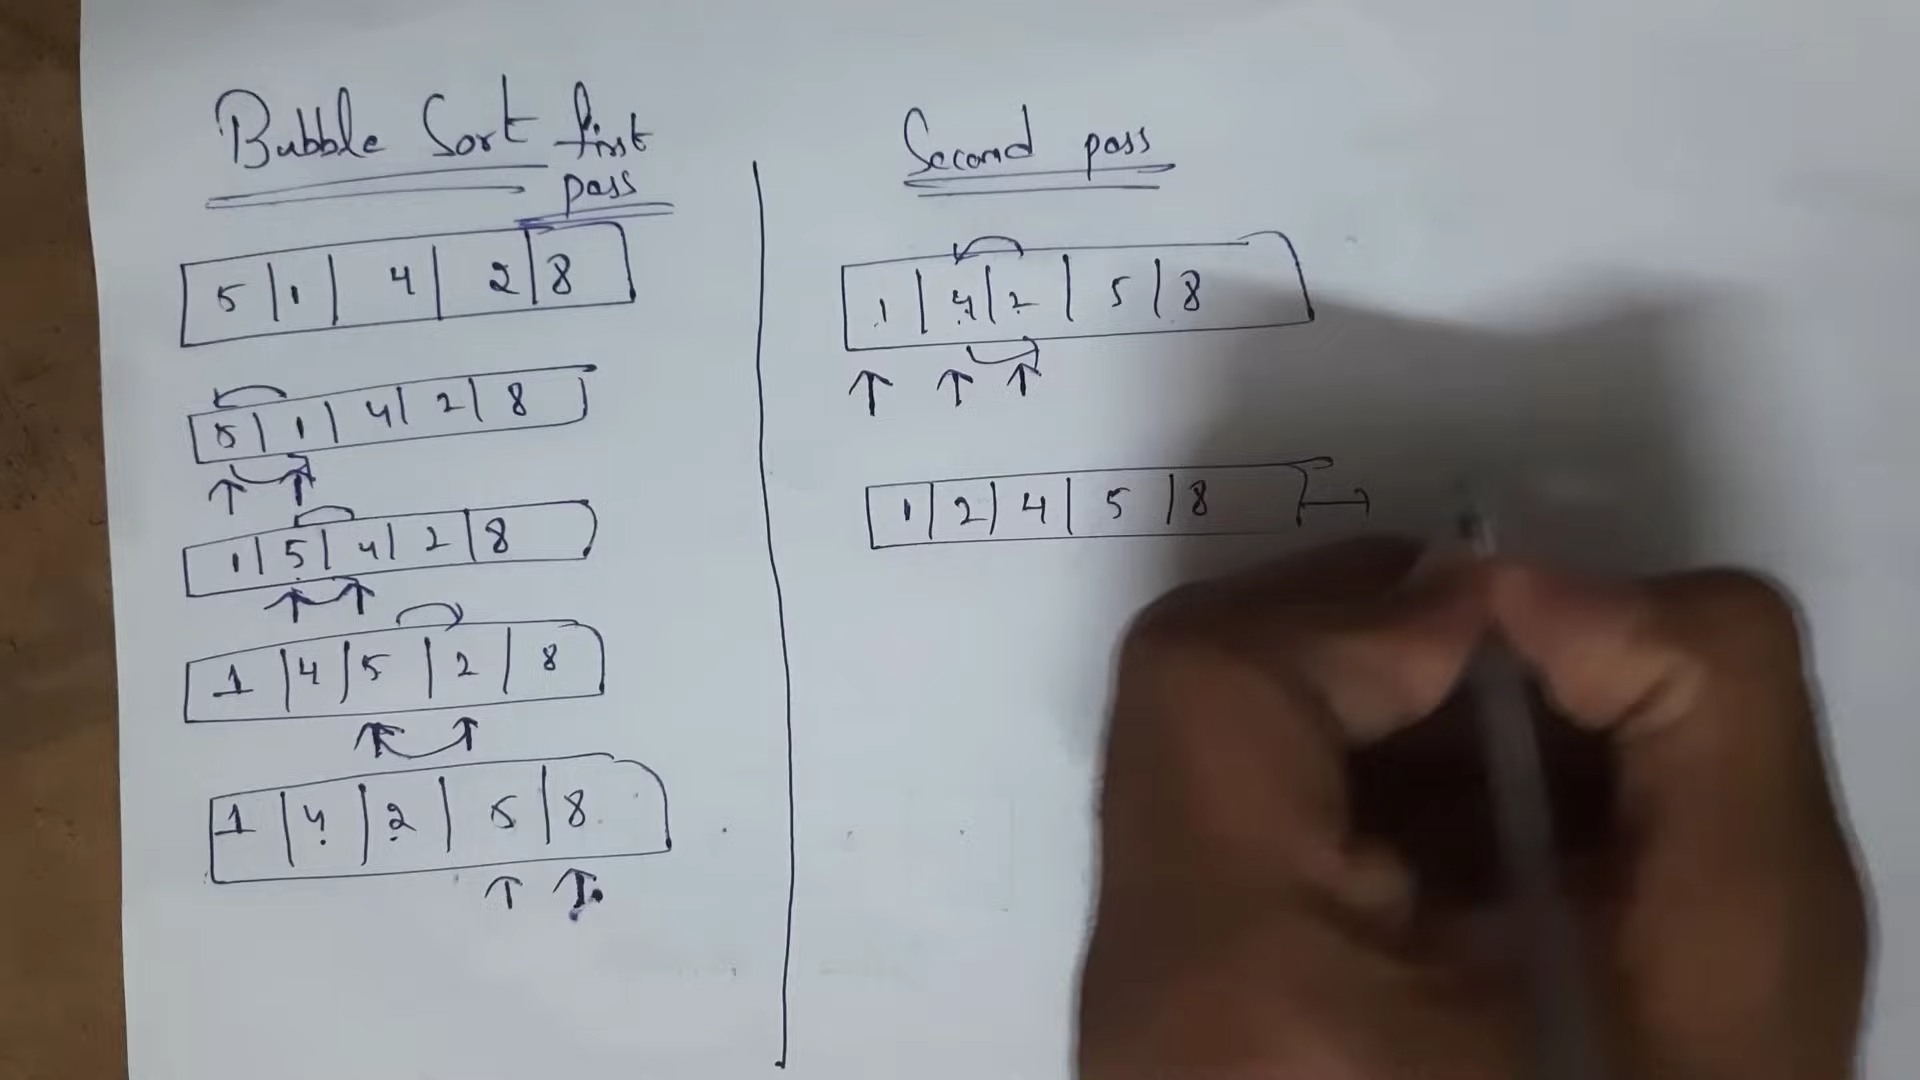 Bubble Sort first
pass
5 | 1 | 4 | 2 | 8
5 | 1 | 4 | 2 | 8
1 | 5 | 4 | 2 | 8
1 | 4 | 5 | 2 | 8
1 | 4 | 2 | 5 | 8
Second pass
1 | 4 | 2 | 5 | 8
1 | 2 | 4 | 5 | 8